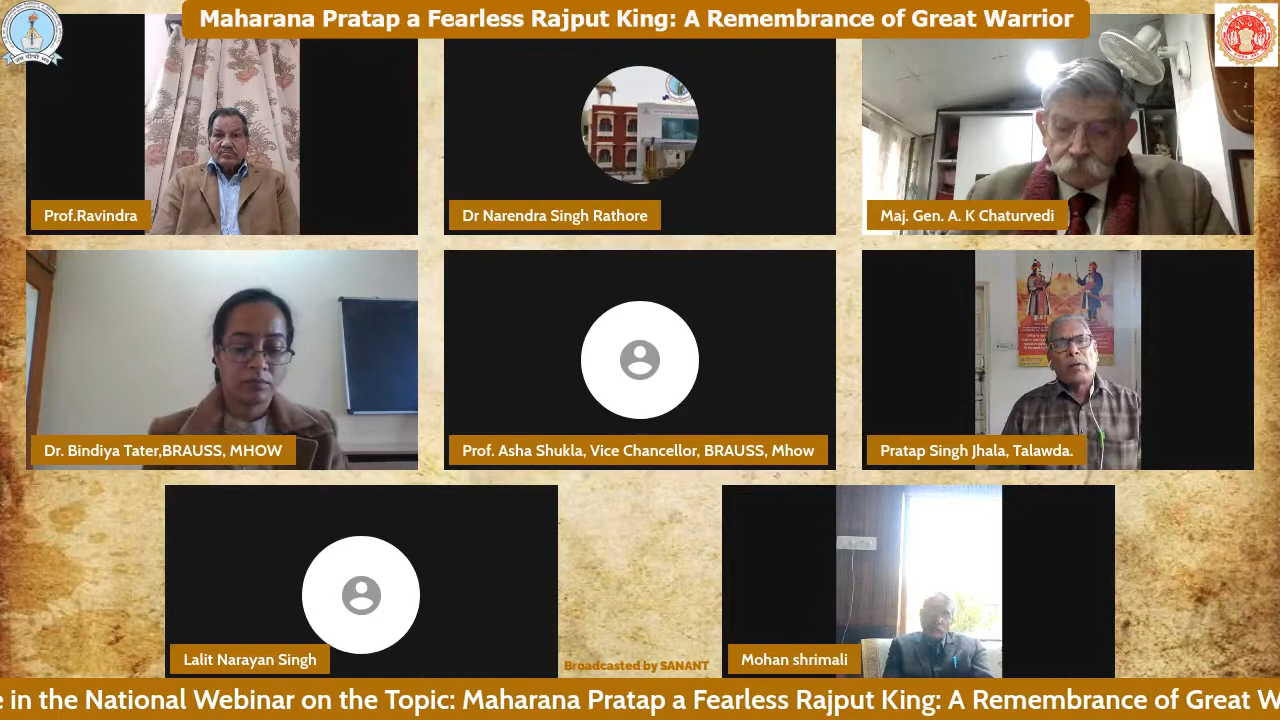 Maharana Pratap a Fearless Rajput King: A Remembrance of Great Warrior
Prof.Ravindra
Dr Narendra Singh Rathore
Maj. Gen. A. K Chaturvedi
Dr. Bindiya Tater,BRAUSS, MHOW
Prof. Asha Shukla, Vice Chancellor, BRAUSS, Mhow
Pratap Singh Jhala, Talawda.
Lalit Narayan Singh
Broadcasted by SANANT
Mohan shrimali
e in the National Webinar on the Topic: Maharana Pratap a Fearless Rajput King: A Remembrance of Great W